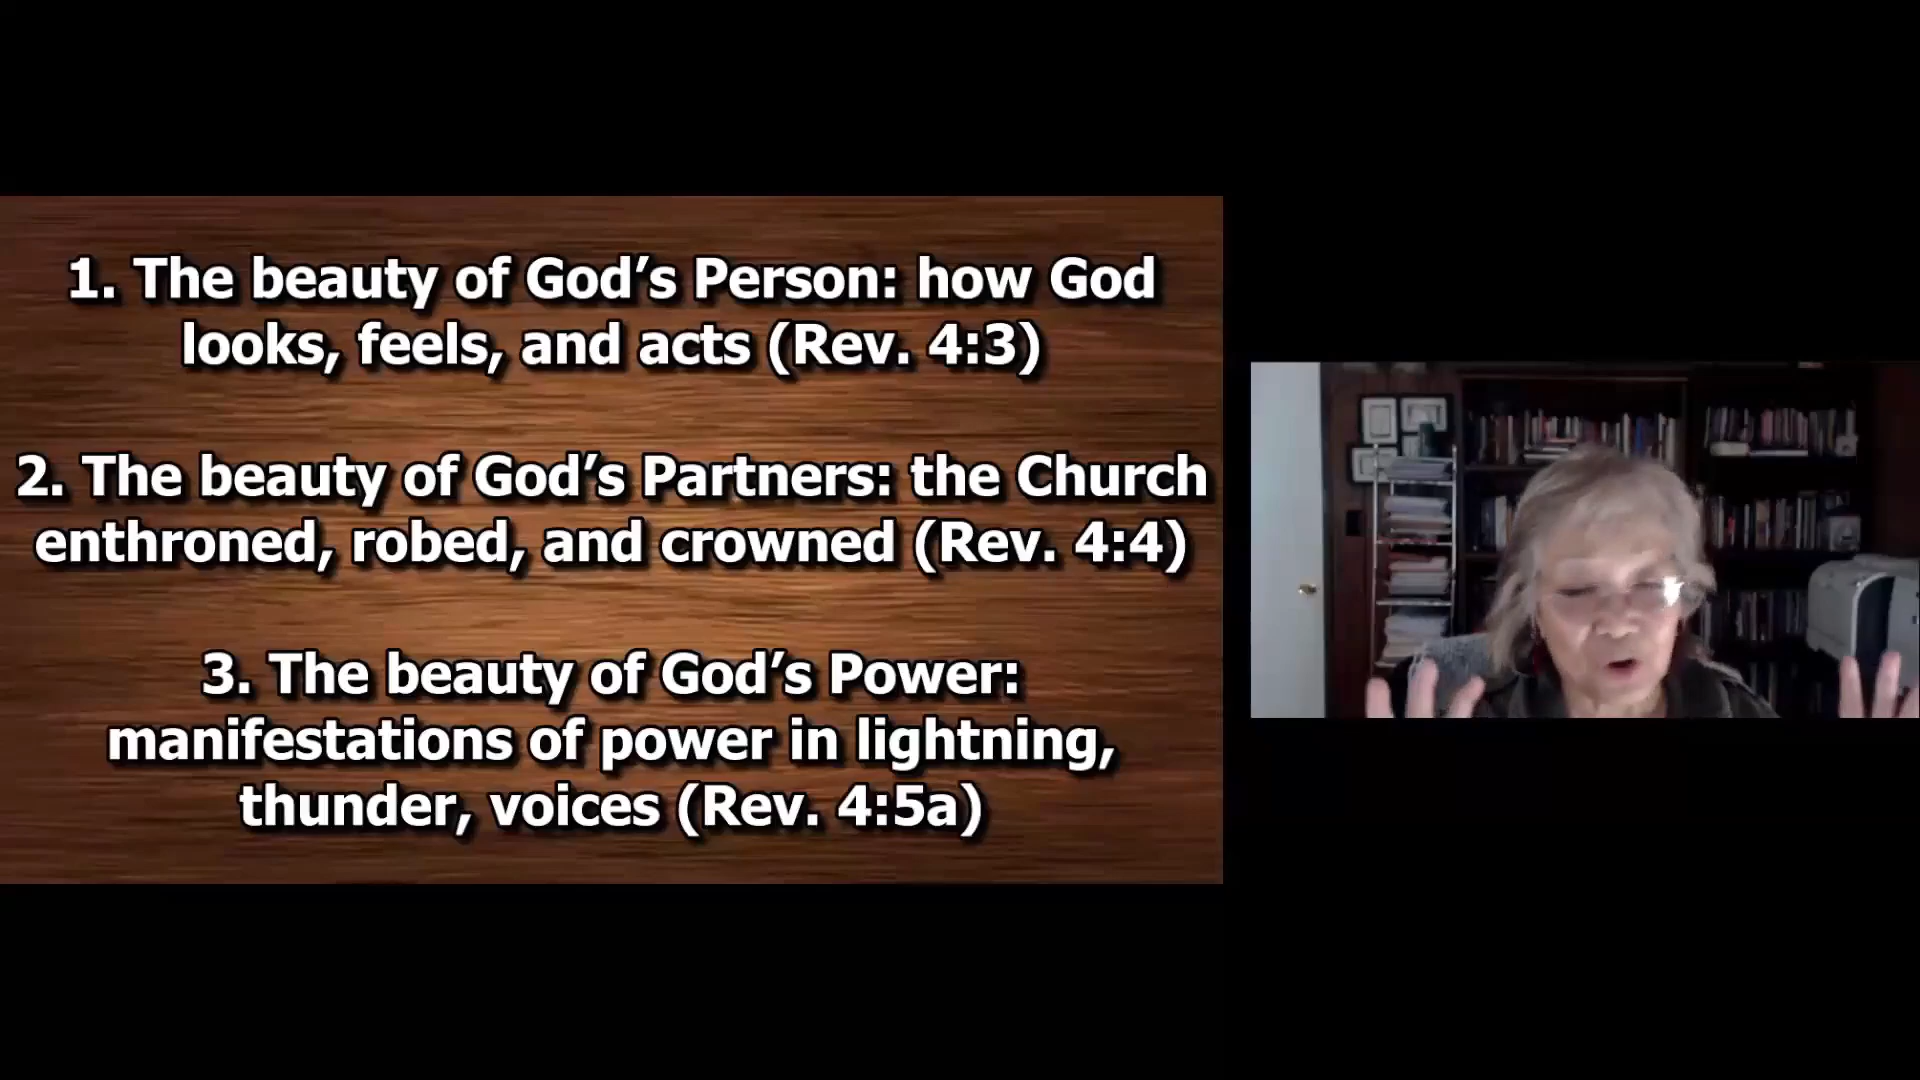 1. The beauty of God’s Person: how God
looks, feels, and acts (Rev. 4:3)
2. The beauty of God’s Partners: the Church
enthroned, robed, and crowned (Rev. 4:4)
3. The beauty of God’s Power:
manifestations of power in lightning,
thunder, voices (Rev. 4:5a)